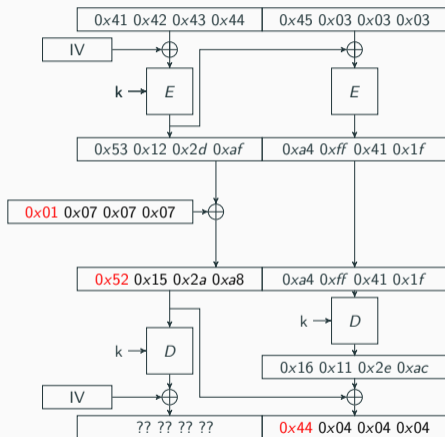 0x41 0x42 0x43 0x44 0x45 0x03 0x03 0x03
IV
k E E
0x53 0x12 0x2d 0xaf 0xa4 0xff 0x41 0x1f
0x01 0x07 0x07 0x07
0x52 0x15 0x2a 0xa8 0xa4 0xff 0x41 0x1f
k D
k D
0x16 0x11 0x2e 0xac
IV
?? ?? ?? ?? 0x44 0x04 0x04 0x04